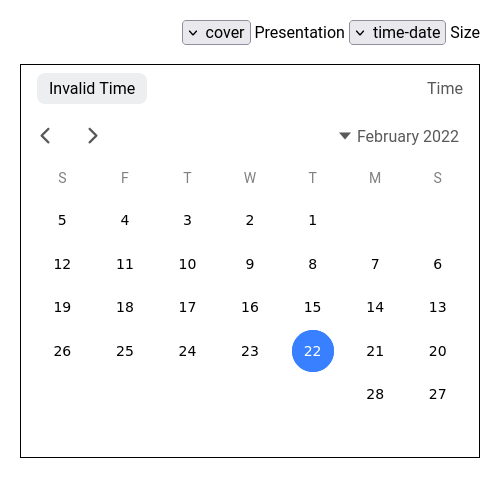 cover Presentation time-date Size
Invalid Time Time
February 2022
S F T W T M S
5 4 3 2 1
12 11 10 9 8 7 6
19 18 17 16 15 14 13
26 25 24 23 22 21 20
28 27